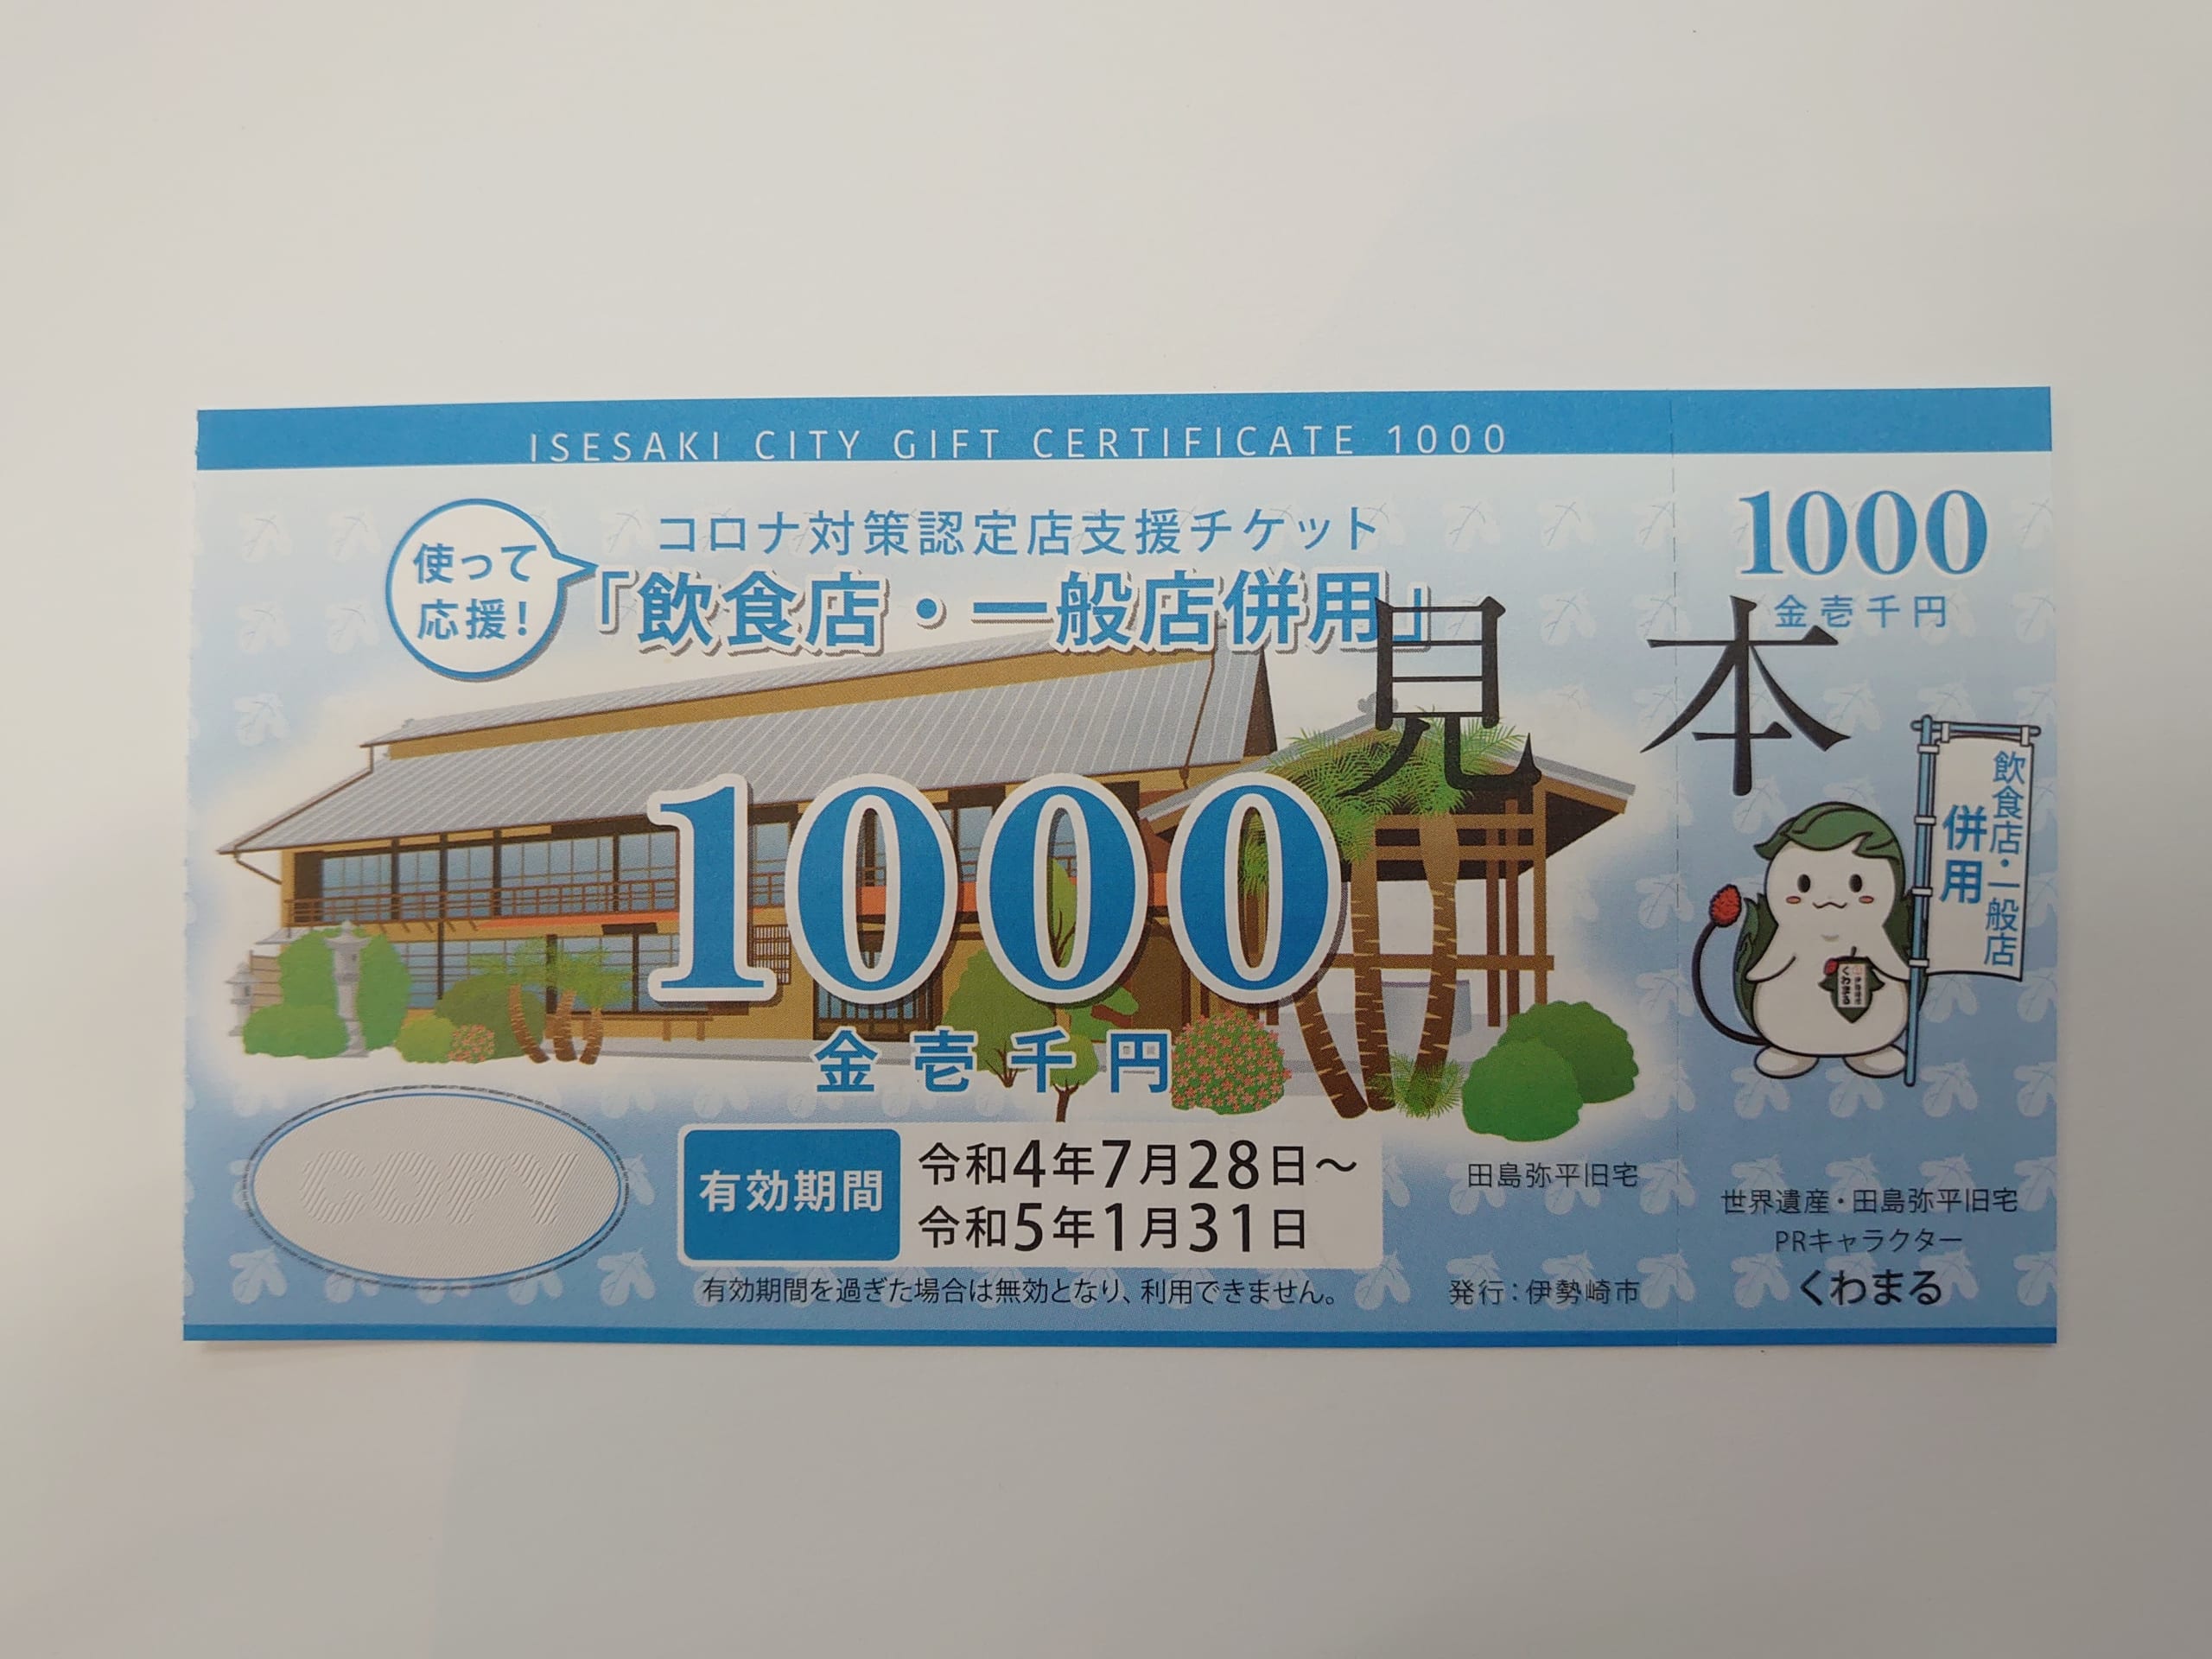 ISESAKI CITY GIFT CERTIFICATE 1000
使って
応援!
コロナ対策認定店支援チケット
「飲食店・一般店併用」
見本
1000
金壱千円
COPY
有効期間
令和4年7月28日～
令和5年1月31日
有効期間を過ぎた場合は無効となり、利用できません。
田島弥平旧宅
発行：伊勢崎市
1000
金壱千円
飲食店・一般店
併用
くわまる
世界遺産・田島弥平旧宅
PRキャラクター
くわまる